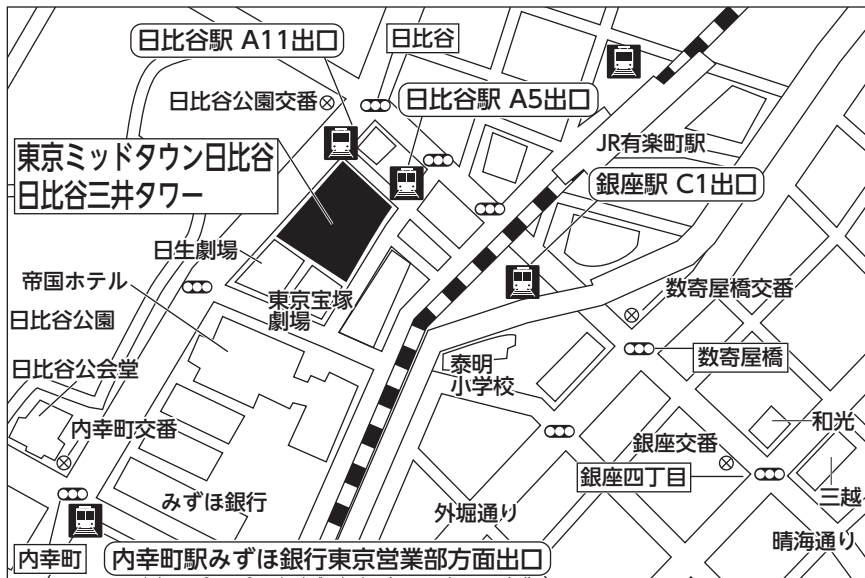 日比谷駅 A11出口
日比谷
日比谷公園交番
日比谷駅 A5出口
JR有楽町駅
東京ミッドタウン日比谷
日比谷三井タワー
銀座駅 C1出口
日生劇場
帝国ホテル
東京宝塚
劇場
数寄屋橋交番
日比谷公園
数寄屋橋
日比谷公会堂
泰明
小学校
内幸町交番
和光
銀座交番
銀座四丁目
みずほ銀行
外堀通り
三越
晴海通り
内幸町
内幸町駅みずほ銀行東京営業部方面出口